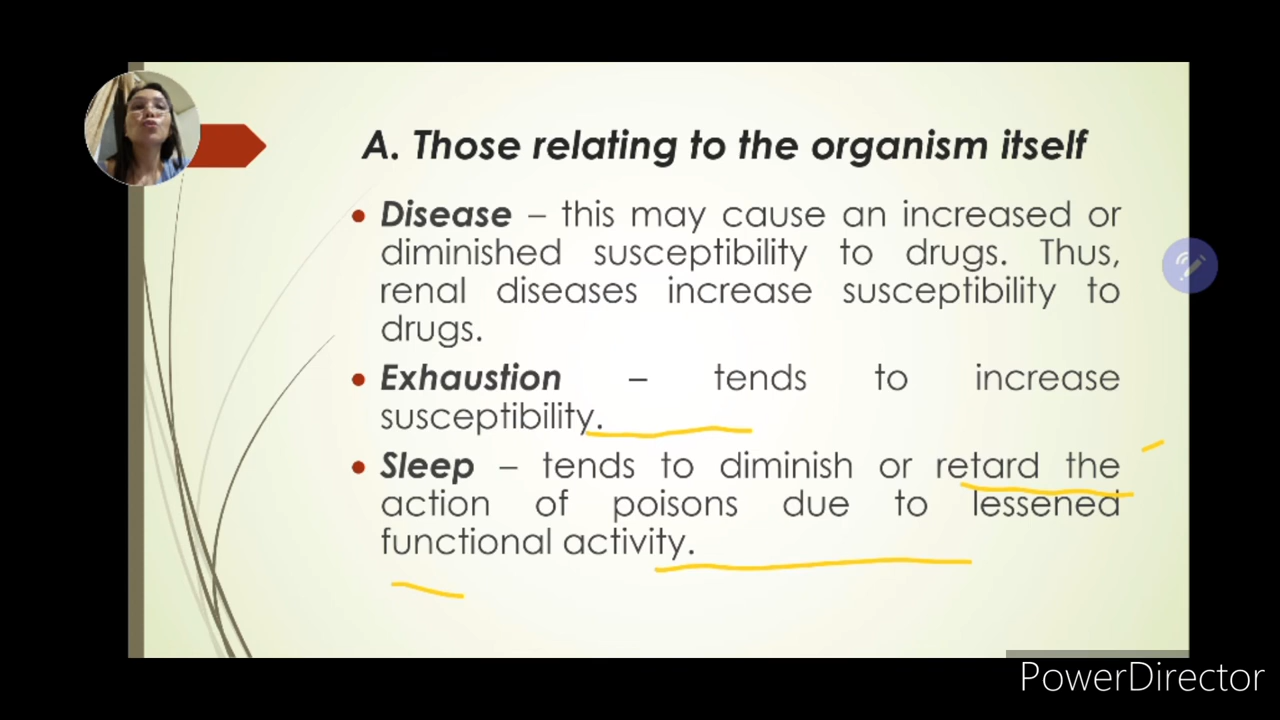 A. Those relating to the organism itself
• Disease – this may cause an increased or
diminished susceptibility to drugs. Thus,
renal diseases increase susceptibility to
drugs.
• Exhaustion – tends to increase
susceptibility.
• Sleep – tends to diminish or retard the
action of poisons due to lessened
functional activity.
PowerDirector